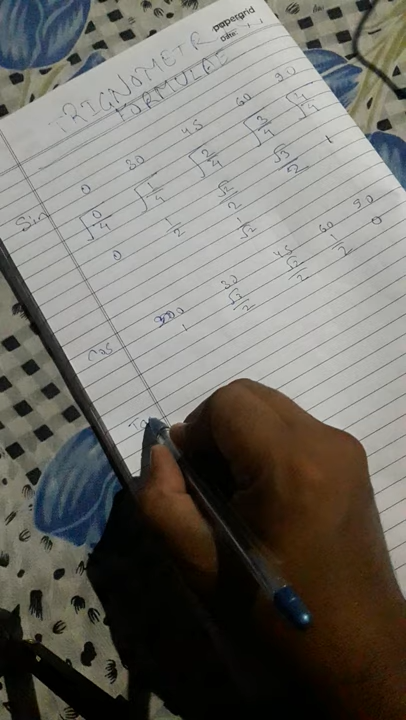 papergrid
Date: / /
TRIGNOMETR
FORMULAE
0 30 45 60 90
Sin √0/4 √1/4 √2/4 √3/4 √4/4
0 1/2 √2/2 √3/2 1
0 30 45 60 90
Cos 1 √3/2 √2/2 1/2 0
Ta